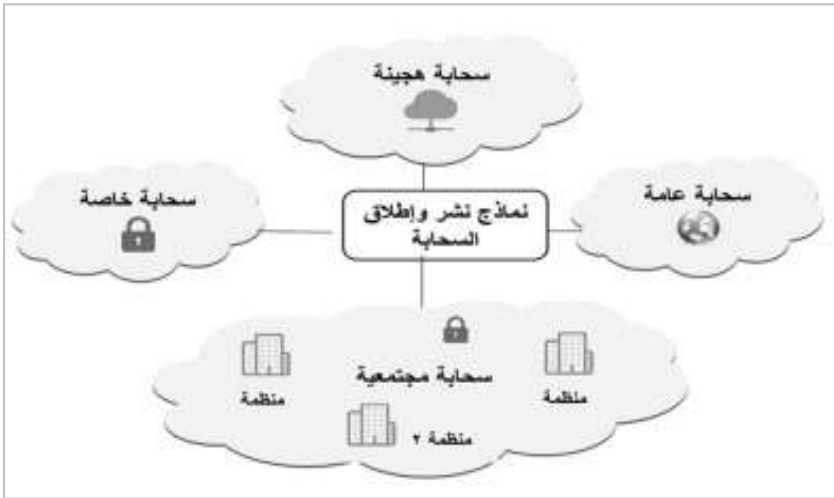 سحابة هجينة
سحابة عامة
نماذج نشر وإطلاق
السحابة
سحابة خاصة
سحابة مجتمعية
منظمة
منظمة ٢
منظمة